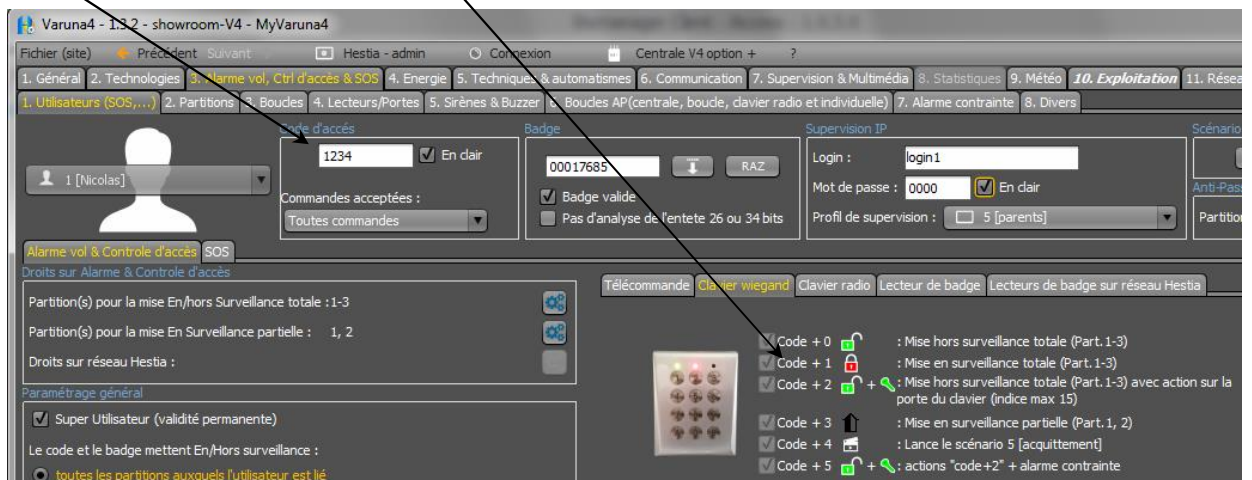 Varuna4 - 1.3.2 - showroom-V4 - MyVaruna4
Fichier (site) Précédent Suivant Hestia - admin Connexion Centrale V4 option + ?
1. Général 2. Technologies 3. Alarme vol, Ctrl d'accès & SOS 4. Energie 5. Techniques & automatismes 6. Communication 7. Supervision & Multimédia 8. Statistiques 9. Météo 10. Exploitation 11. Résea
1. Utilisateurs (SOS,...) 2. Partitions 3. Boucles 4. Lecteurs/Portes 5. Sirènes & Buzzer 6. Boucles AP(centrale, boucle, clavier radio et individuelle) 7. Alarme contrainte 8. Divers
Code d'accés Badge Supervision IP Scénario
1234 En clair 00017685 RAZ Login : login1
1 [Nicolas] Mot de passe : 0000 En clair Anti-Pass
Commandes acceptées : Badge valide
Toutes commandes Pas d'analyse de l'entete 26 ou 34 bits Profil de supervision : 5 [parents] Partition
Alarme vol & Controle d'accès SOS
Droits sur Alarme & Controle d'accès
Télécommande Clavier wiegand Clavier radio Lecteur de badge Lecteurs de badge sur réseau Hestia
Partition(s) pour la mise En/hors Surveillance totale :1-3
Partition(s) pour la mise En Surveillance partielle : 1, 2
Droits sur réseau Hestia :
Paramétrage général
Super Utilisateur (validité permanente)
Le code et le badge mettent En/Hors surveillance :
toutes les partitions auxquels l'utilisateur est lié
Code + 0 : Mise hors surveillance totale (Part.1-3)
Code + 1 : Mise en surveillance totale (Part.1-3)
Code + 2 + : Mise hors surveillance totale (Part.1-3) avec action sur la
porte du clavier (indice max 15)
Code + 3 : Mise en surveillance partielle (Part.1, 2)
Code + 4 : Lance le scénario 5 [acquittement]
Code + 5 + : actions "code+2" + alarme contrainte